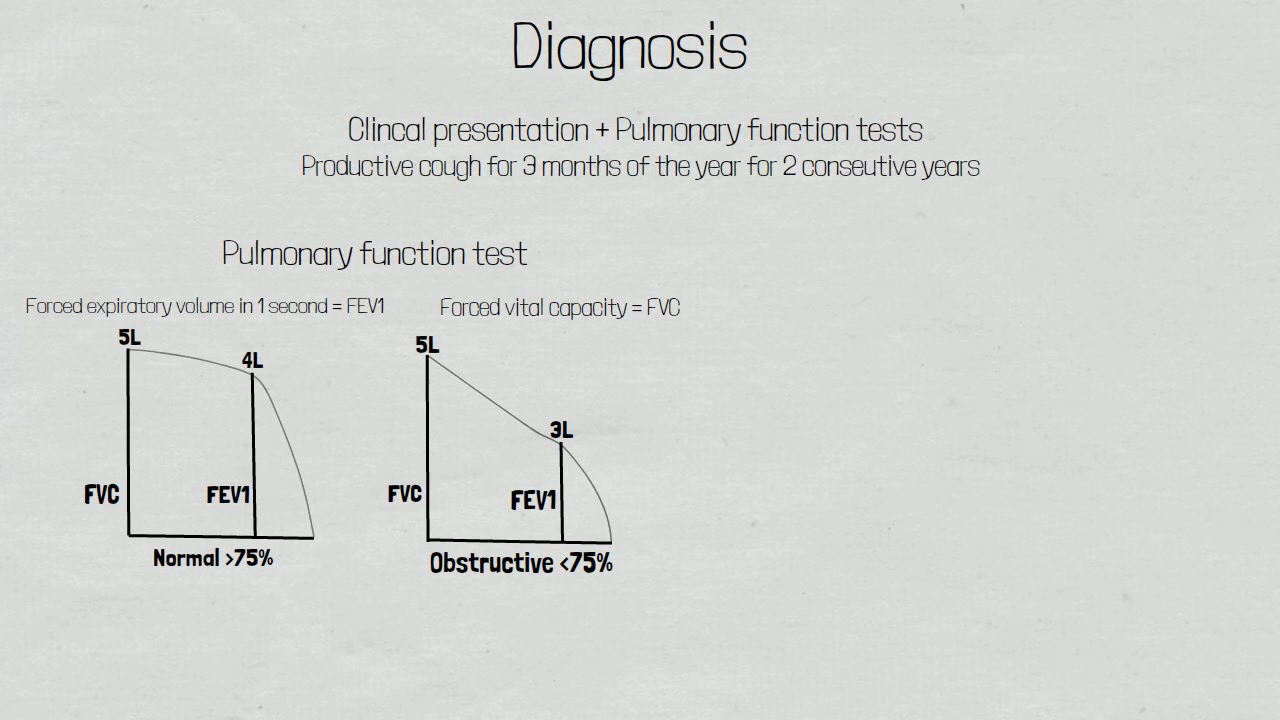 Diagnosis
Clincal presentation + Pulmonary function tests
Productive cough for 3 months of the year for 2 conseutive years
Pulmonary function test
Forced expiratory volume in 1 second = FEV1
Forced vital capacity = FVC
5L
4L
FVC
FEV1
Normal >75%
5L
3L
FVC
FEV1
Obstructive <75%